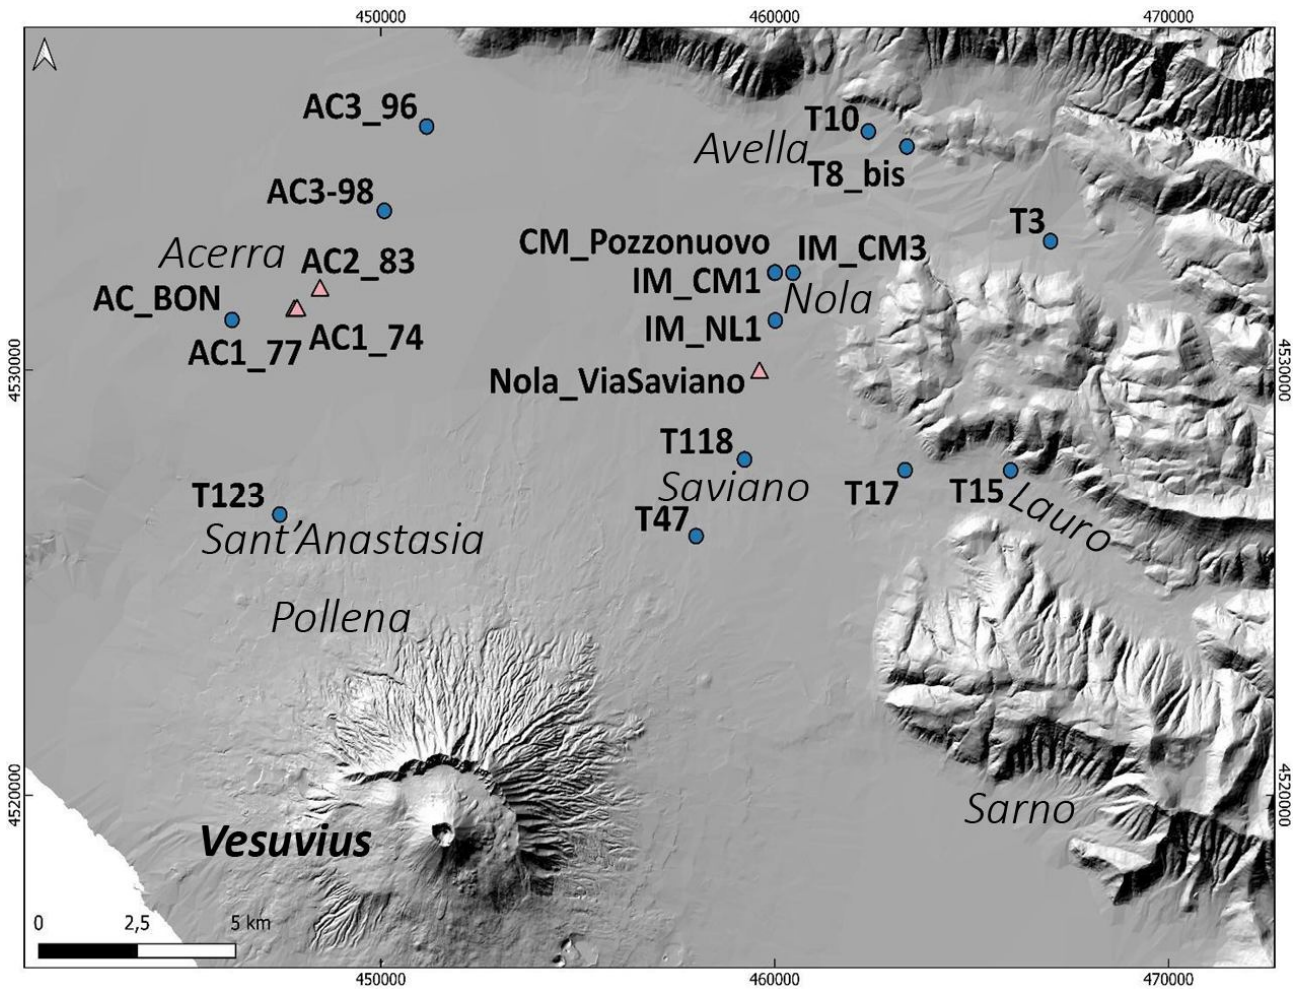 450000
460000
470000
AC3_96
T10
Avella
T8_bis
AC3-98
T3
CM_Pozzonuovo
IM_CM3
Acerra
AC2_83
IM_CM1
Nola
AC_BON
IM_NL1
AC1_74
AC1_77
4530000
4530000
Nola_ViaSaviano
T118
Saviano
T17
T15
Lauro
T123
T47
Sant'Anastasia
Pollena
4520000
4520000
Sarno
Vesuvius
0
2,5
5 km
450000
460000
470000